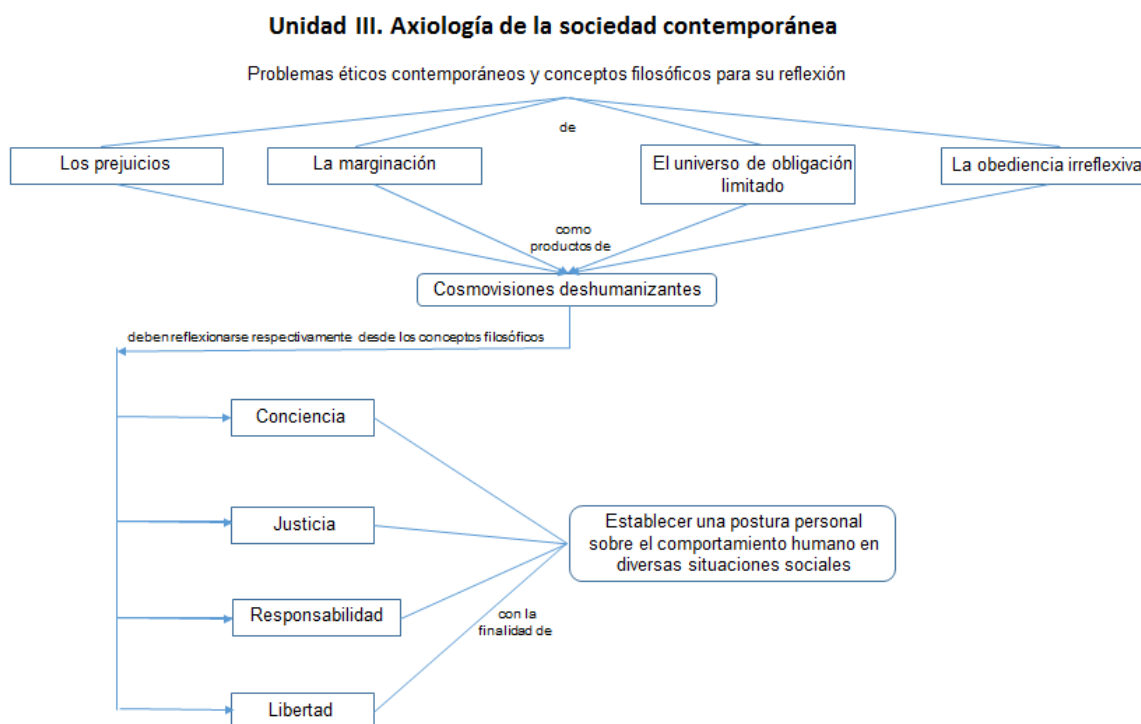 Unidad III. Axiología de la sociedad contemporánea
Problemas éticos contemporáneos y conceptos filosóficos para su reflexión
de
Los prejuicios
La marginación
El universo de obligación
limitado
La obediencia irreflexiva
como
productos de
Cosmovisiones deshumanizantes
deben reflexionarse respectivamente desde los conceptos filosóficos
Conciencia
Justicia
Establecer una postura personal
sobre el comportamiento humano en
diversas situaciones sociales
Responsabilidad
con la
finalidad de
Libertad